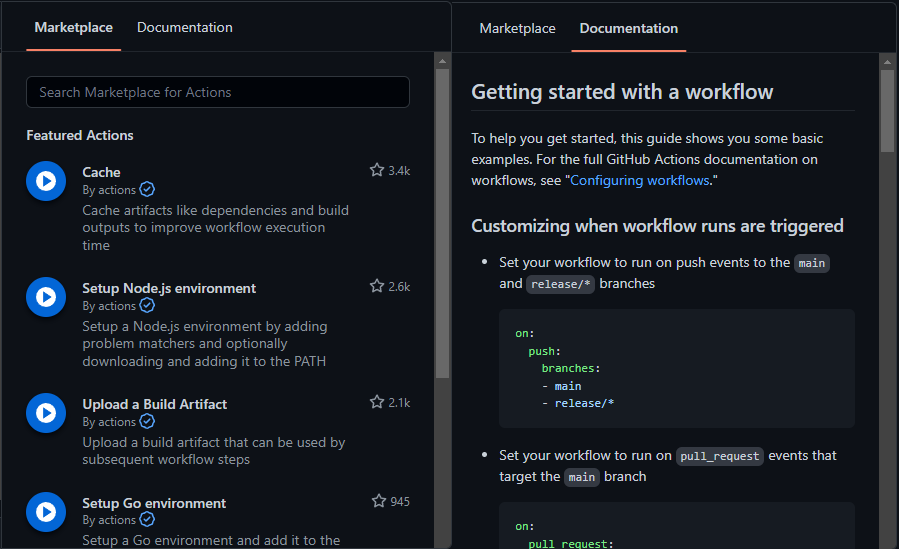 Marketplace
Documentation
Search Marketplace for Actions
Featured Actions
Cache
3.4k
By actions
Cache artifacts like dependencies and build
outputs to improve workflow execution
time
Setup Node.js environment
2.6k
By actions
Setup a Node.js environment by adding
problem matchers and optionally
downloading and adding it to the PATH
Upload a Build Artifact
2.1k
By actions
Upload a build artifact that can be used by
subsequent workflow steps
Setup Go environment
945
By actions
Setup a Go environment and add it to the
Marketplace
Documentation
Getting started with a workflow
To help you get started, this guide shows you some basic
examples. For the full GitHub Actions documentation on
workflows, see "Configuring workflows."
Customizing when workflow runs are triggered
• Set your workflow to run on push events to the main
and release/* branches
on:
  push:
    branches:
    - main
    - release/*
• Set your workflow to run on pull_request events that
target the main branch
on:
  pull_request: